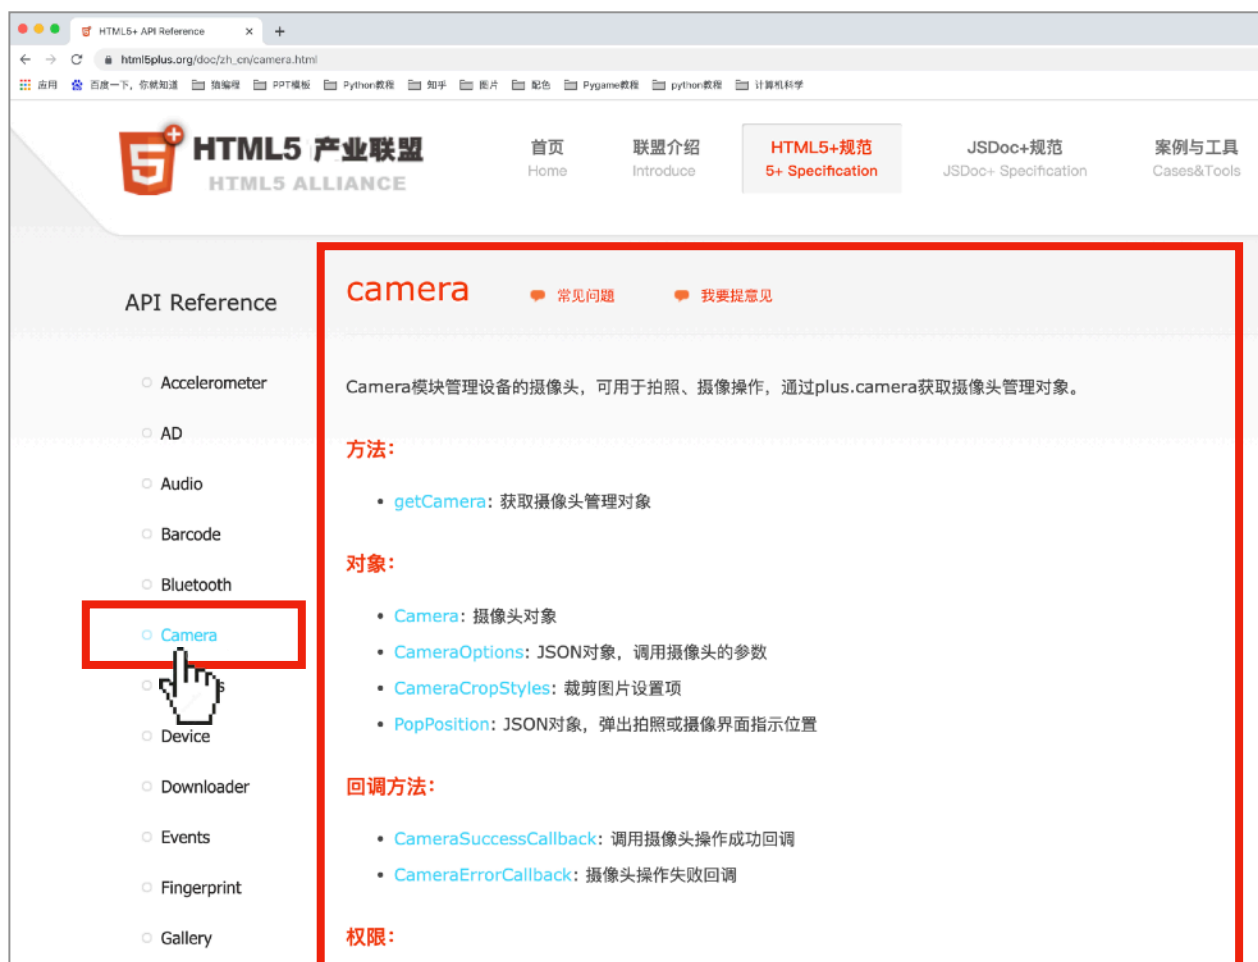 HTML5+ API Reference
html5plus.org/doc/zh_cn/camera.html
应用 百度一下，你就知道 猿编程 PPT模板 Python教程 知乎 图片 配色 Pygame教程 python教程 计算机科学
HTML5 产业联盟
HTML5 ALLIANCE
首页 联盟介绍 HTML5+规范 JSDoc+规范 案例与工具
Home Introduce 5+ Specification JSDoc+ Specification Cases&Tools
API Reference
Accelerometer
AD
Audio
Barcode
Bluetooth
Camera
Device
Downloader
Events
Fingerprint
Gallery
camera 常见问题 我要提意见
Camera模块管理设备的摄像头，可用于拍照、摄像操作，通过plus.camera获取摄像头管理对象。
方法：
• getCamera: 获取摄像头管理对象
对象：
• Camera: 摄像头对象
• CameraOptions: JSON对象，调用摄像头的参数
• CameraCropStyles: 裁剪图片设置项
• PopPosition: JSON对象，弹出拍照或摄像界面指示位置
回调方法：
• CameraSuccessCallback: 调用摄像头操作成功回调
• CameraErrorCallback: 摄像头操作失败回调
权限：